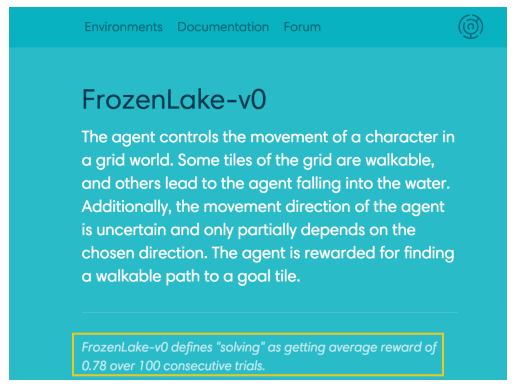 Environments Documentation Forum
FrozenLake-v0
The agent controls the movement of a character in
a grid world. Some tiles of the grid are walkable,
and others lead to the agent falling into the water.
Additionally, the movement direction of the agent
is uncertain and only partially depends on the
chosen direction. The agent is rewarded for finding
a walkable path to a goal tile.
FrozenLake-v0 defines "solving" as getting average reward of
0.78 over 100 consecutive trials.